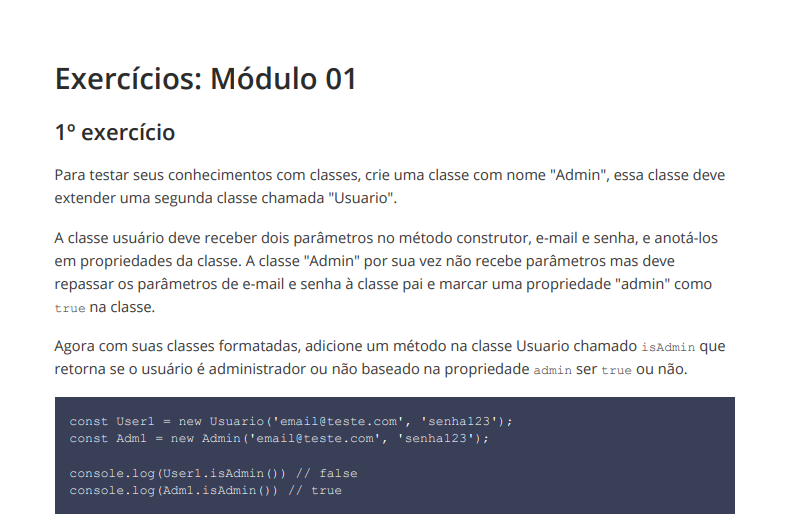 Exercícios: Módulo 01
1º exercício
Para testar seus conhecimentos com classes, crie uma classe com nome "Admin", essa classe deve
extender uma segunda classe chamada "Usuario".
A classe usuário deve receber dois parâmetros no método construtor, e-mail e senha, e anotá-los
em propriedades da classe. A classe "Admin" por sua vez não recebe parâmetros mas deve
repassar os parâmetros de e-mail e senha à classe pai e marcar uma propriedade "admin" como
true na classe.
Agora com suas classes formatadas, adicione um método na classe Usuario chamado isAdmin que
retorna se o usuário é administrador ou não baseado na propriedade admin ser true ou não.
const User1 = new Usuario('email@teste.com', 'senha123');
const Adm1 = new Admin('email@teste.com', 'senha123');
console.log(User1.isAdmin()) // false
console.log(Adm1.isAdmin()) // true